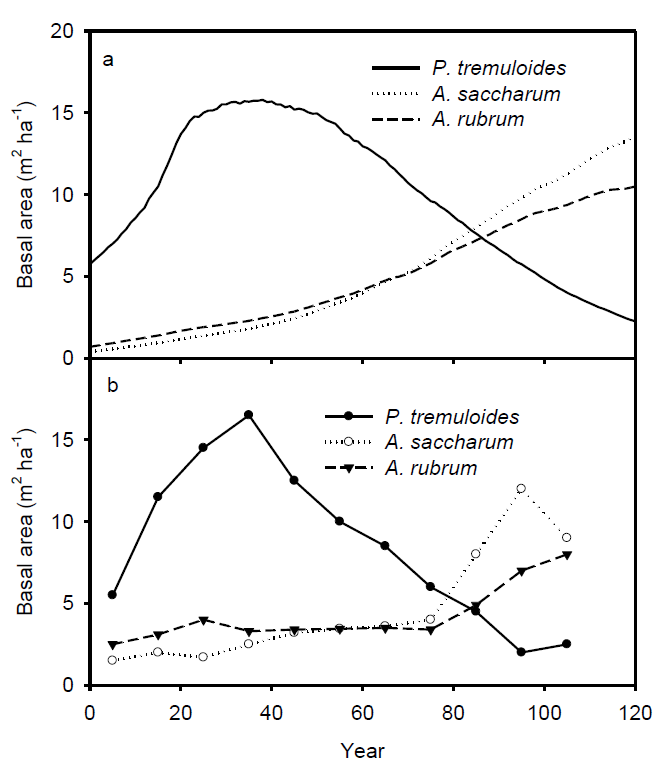 20
a
P. tremuloides
A. saccharum
A. rubrum
15
10
5
0
Basal area (m² ha⁻¹)
b
P. tremuloides
A. saccharum
A. rubrum
15
10
5
0
Basal area (m² ha⁻¹)
0 20 40 60 80 100 120
Year